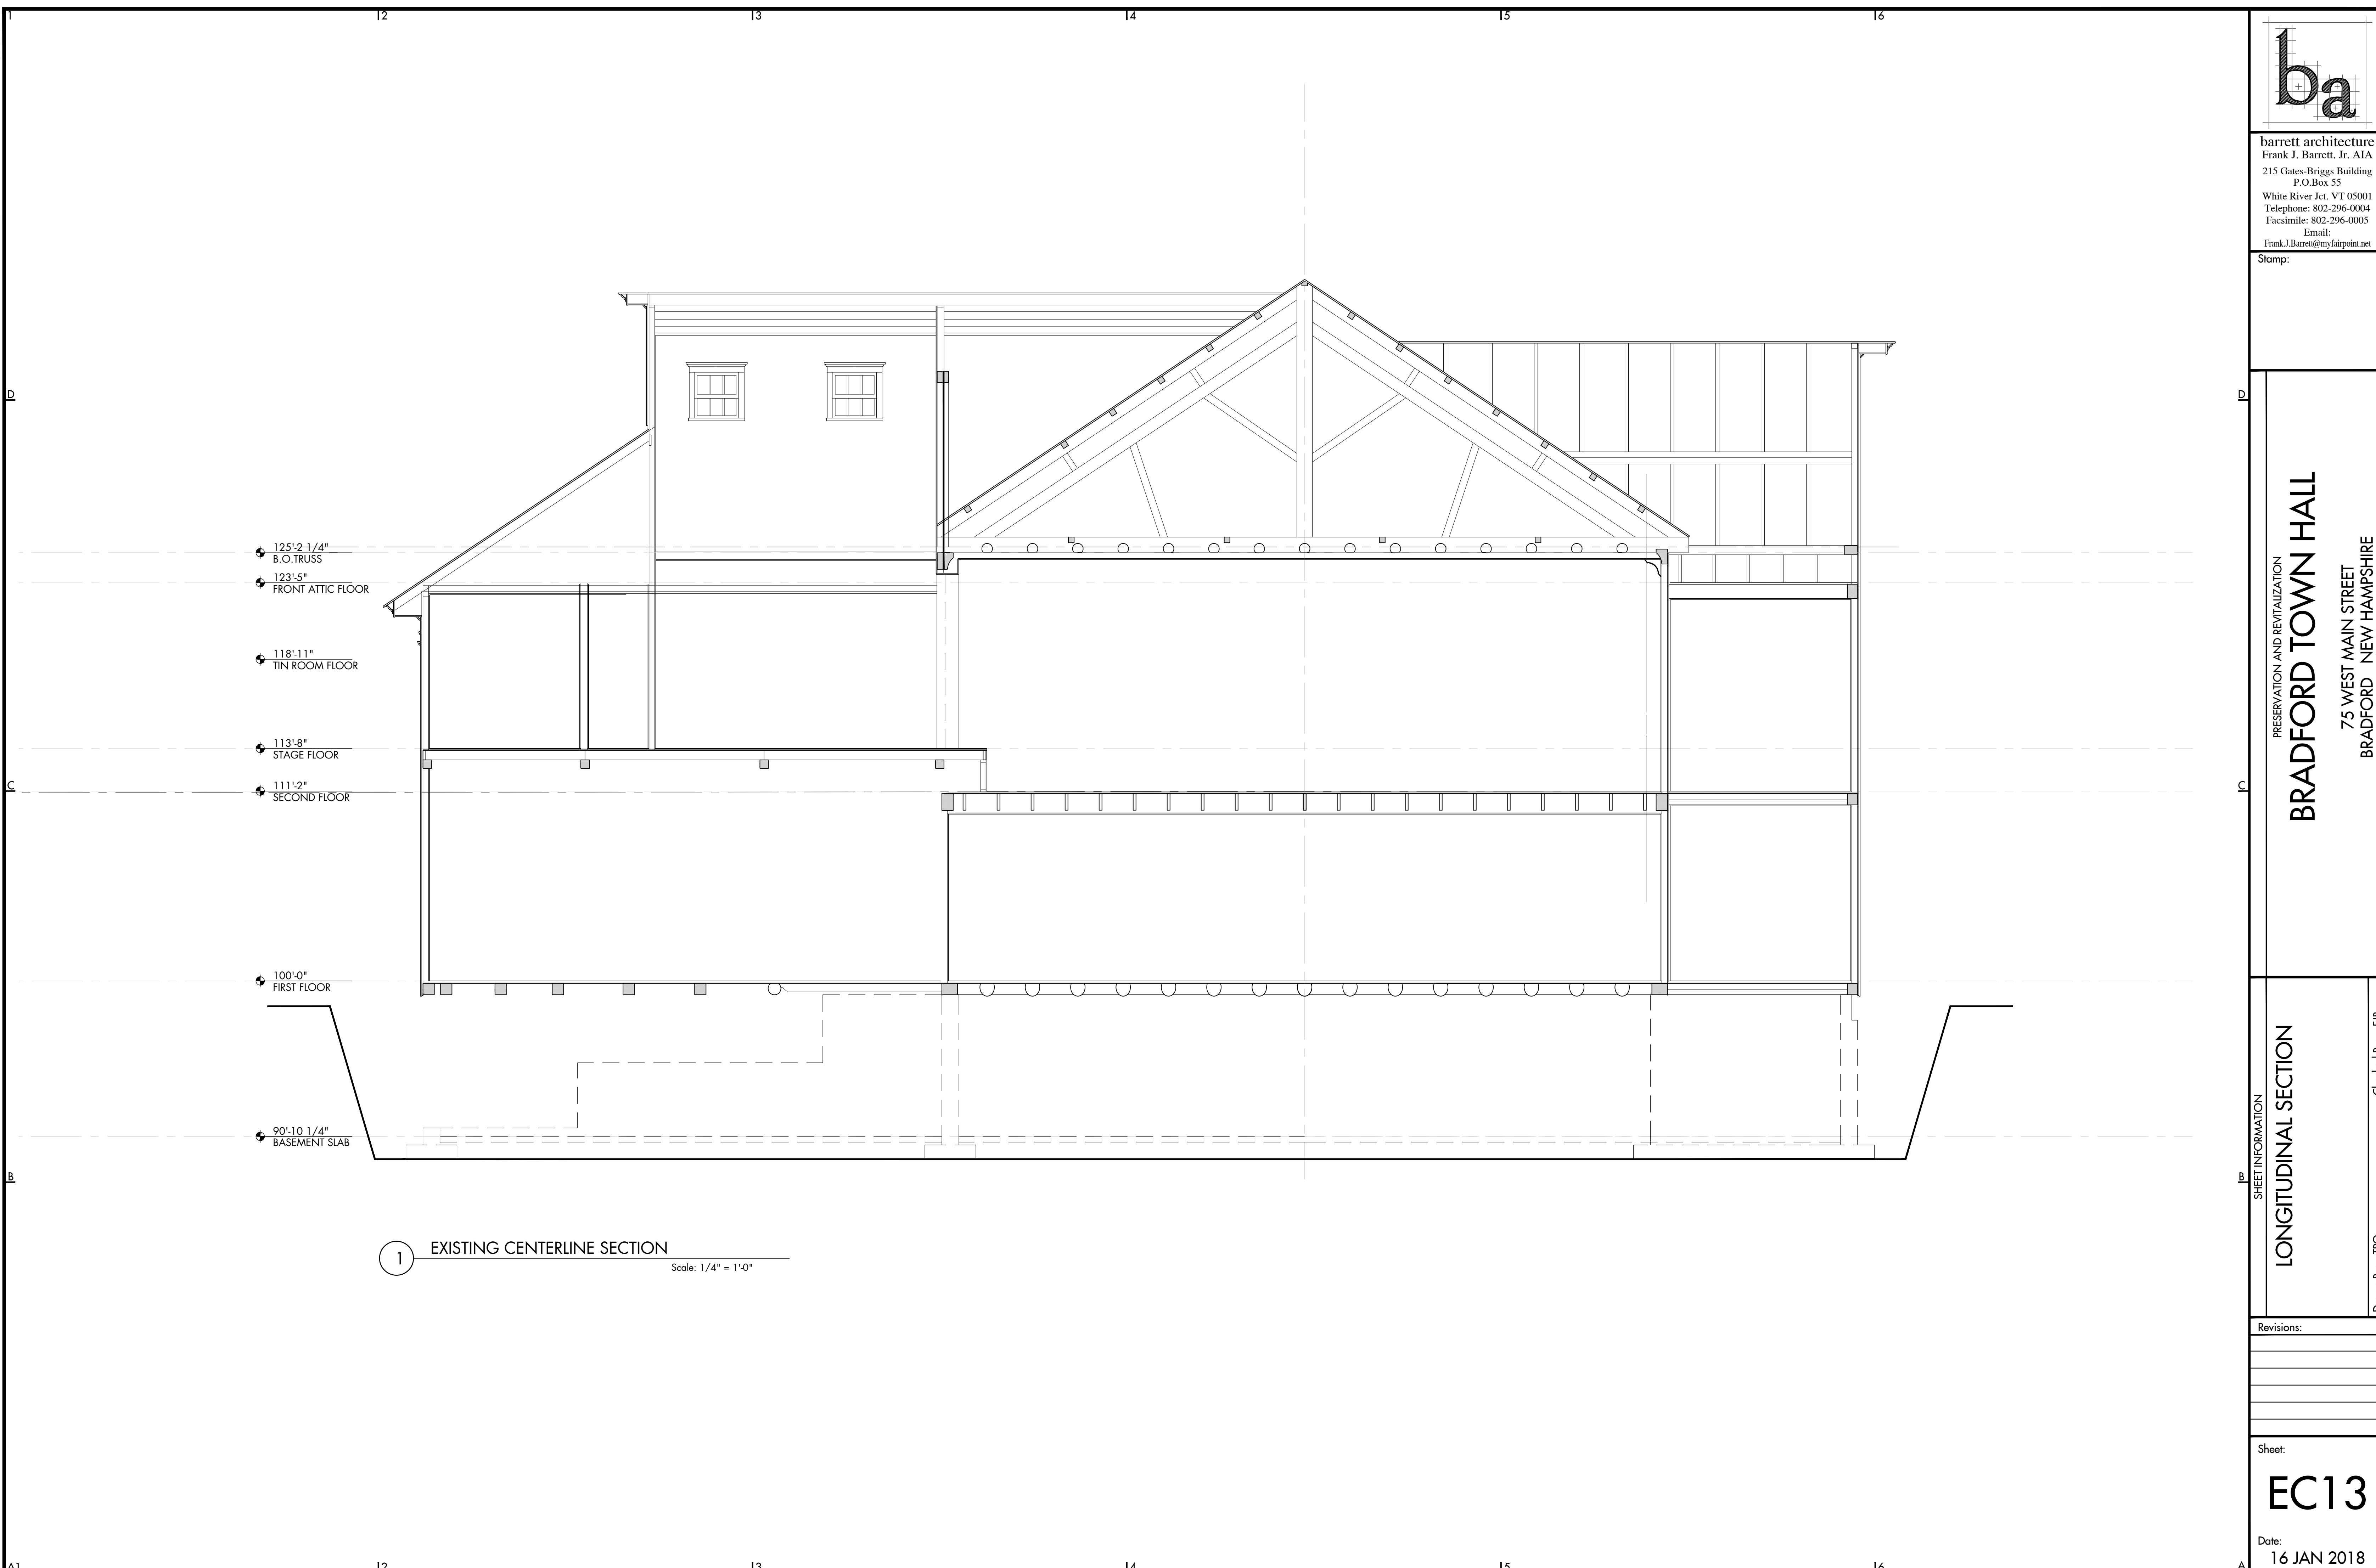 1 2 3 4 5 6
D D
C C
B B
A1 2 3 4 5 6 A
125'-2 1/4"
B.O.TRUSS
123'-5"
FRONT ATTIC FLOOR
118'-11"
TIN ROOM FLOOR
113'-8"
STAGE FLOOR
111'-2"
SECOND FLOOR
100'-0"
FIRST FLOOR
90'-10 1/4"
BASEMENT SLAB
1 EXISTING CENTERLINE SECTION
Scale: 1/4" = 1'-0"
ba
barrett architecture
Frank J. Barrett. Jr. AIA
215 Gates-Briggs Building
P.O.Box 55
White River Jct. VT 05001
Telephone: 802-296-0004
Facsimile: 802-296-0005
Email:
Frank.J.Barrett@myfairpoint.net
Stamp:
PRESERVATION AND REVITALIZATION
BRADFORD TOWN HALL
75 WEST MAIN STREET
BRADFORD NEW HAMPSHIRE
SHEET INFORMATION
LONGITUDINAL SECTION
Revisions:
Sheet:
EC13
Date:
16 JAN 2018